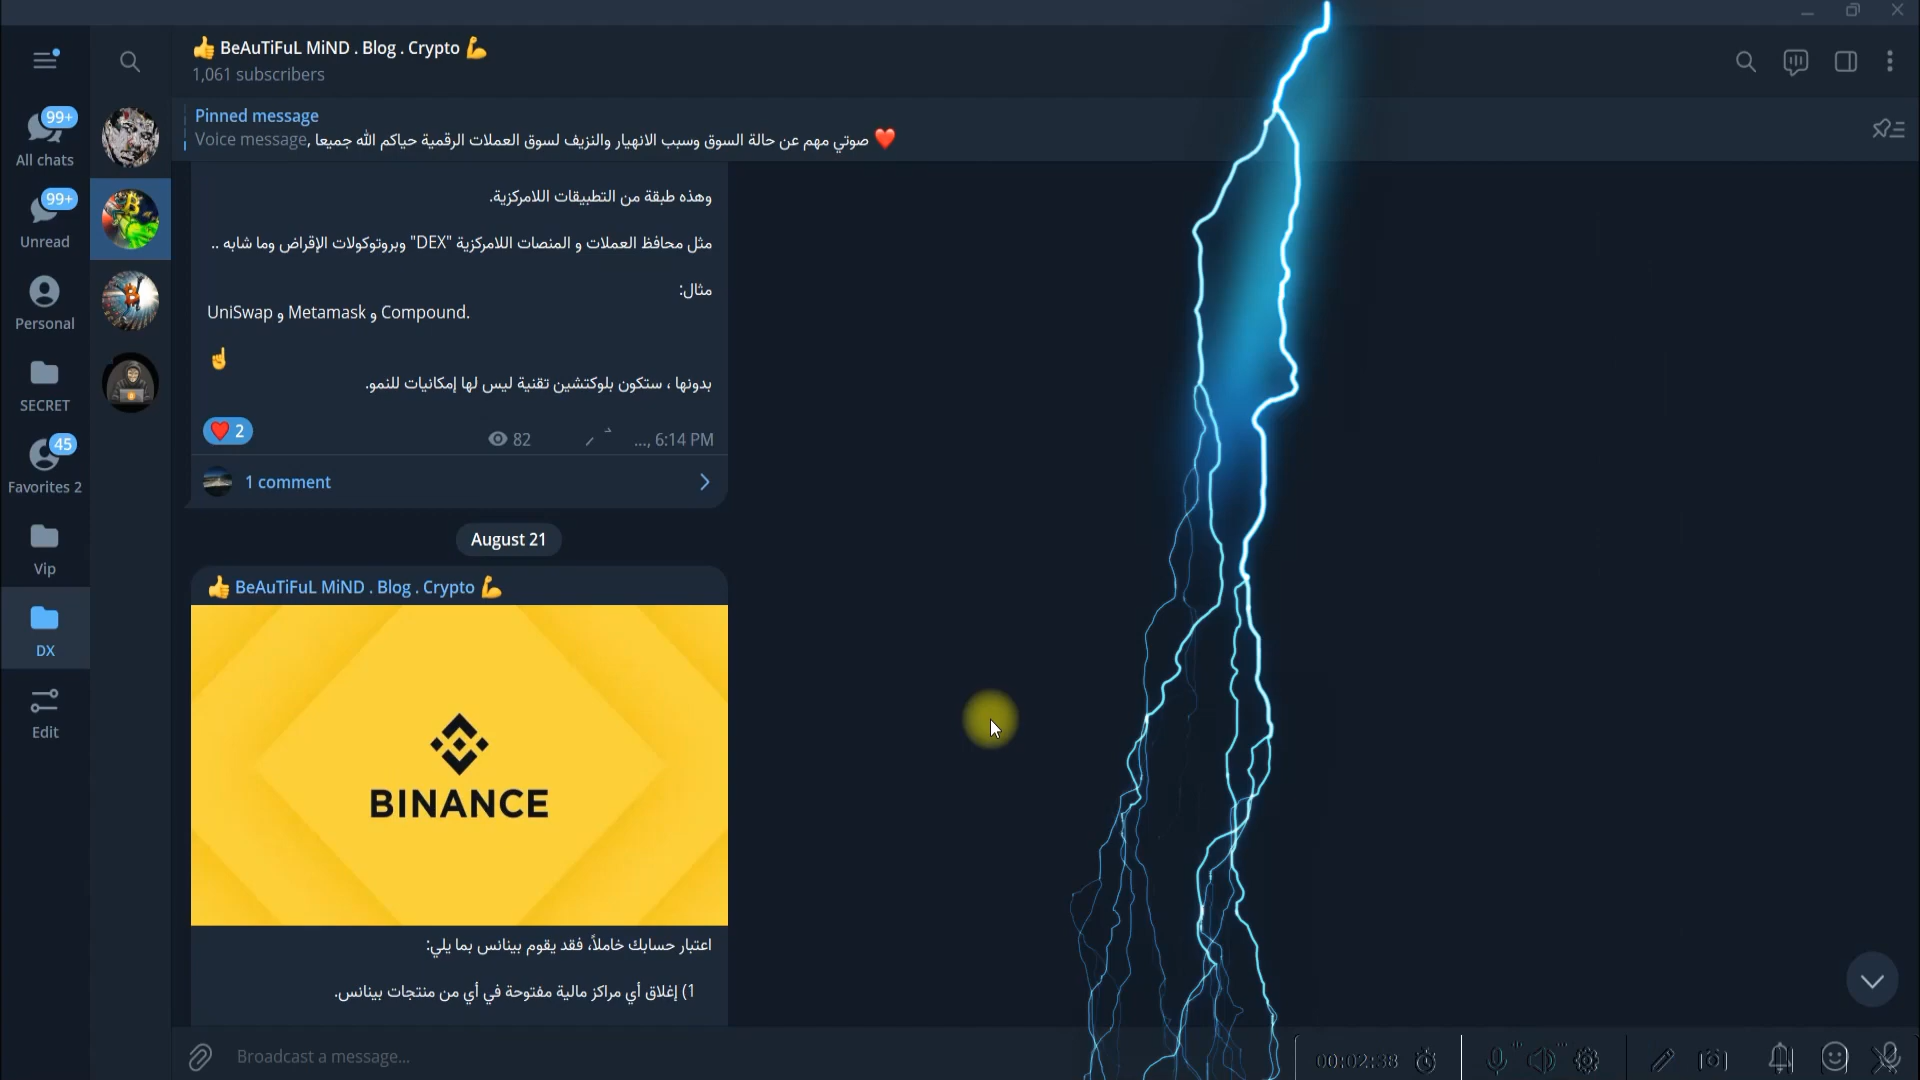 👍 BeAuTiFuL MiND . Blog . Crypto 💪
1,061 subscribers
Pinned message
Voice message, صوتي مهم عن حالة السوق وسبب الانهيار والنزيف لسوق العملات الرقمية حياكم الله جميعا ❤️
99+
All chats
99+
Unread
Personal
SECRET
45
Favorites 2
Vip
DX
Edit
وهذه طبقة من التطبيقات اللامركزية.
مثل محافظ العملات و المنصات اللامركزية "DEX" وبروتوكولات الإقراض وما شابه ..
مثال:
UniSwap و Metamask و Compound.
☝️
بدونها ، ستكون بلوكتشين تقنية ليس لها إمكانيات للنمو.
❤️ 2
82
..., 6:14 PM
1 comment
August 21
👍 BeAuTiFuL MiND . Blog . Crypto 💪
BINANCE
اعتبار حسابك خاملاً، فقد يقوم بينانس بما يلي:
1) إغلاق أي مراكز مالية مفتوحة في أي من منتجات بينانس.
Broadcast a message...
00:02:38